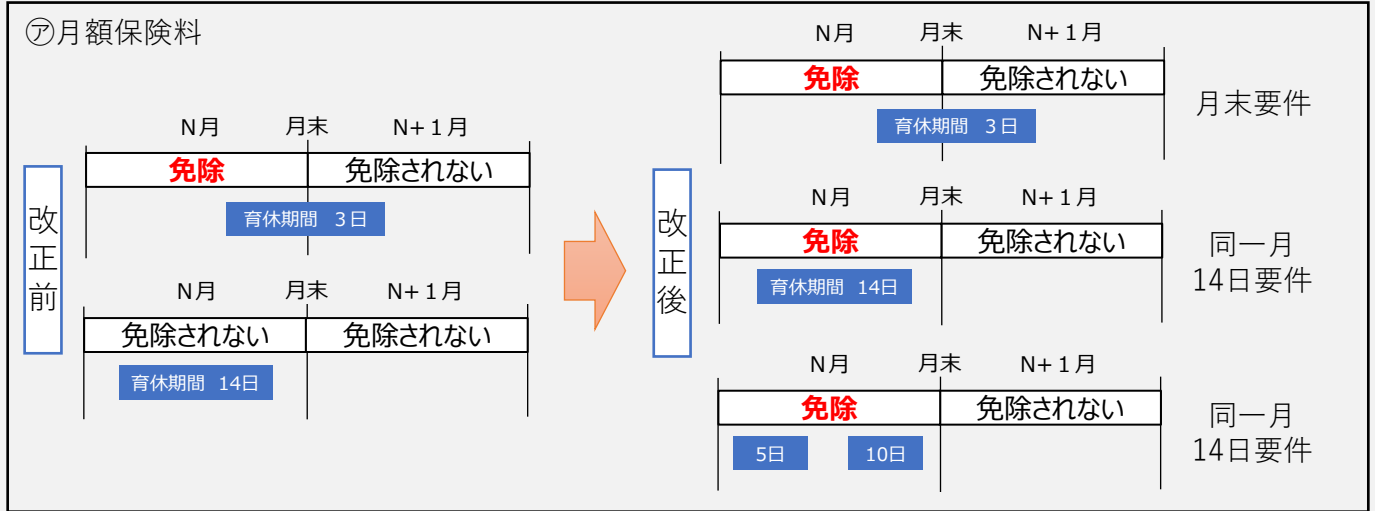 ㋐月額保険料
改正前
N月 月末 N+１月
免除 免除されない
育休期間 ３日
N月 月末 N+１月
免除されない 免除されない
育休期間 14日
改正後
N月 月末 N+１月
免除 免除されない
育休期間 ３日
月末要件
N月 月末 N+１月
免除 免除されない
育休期間 14日
同一月
14日要件
N月 月末 N+１月
免除 免除されない
5日 10日
同一月
14日要件